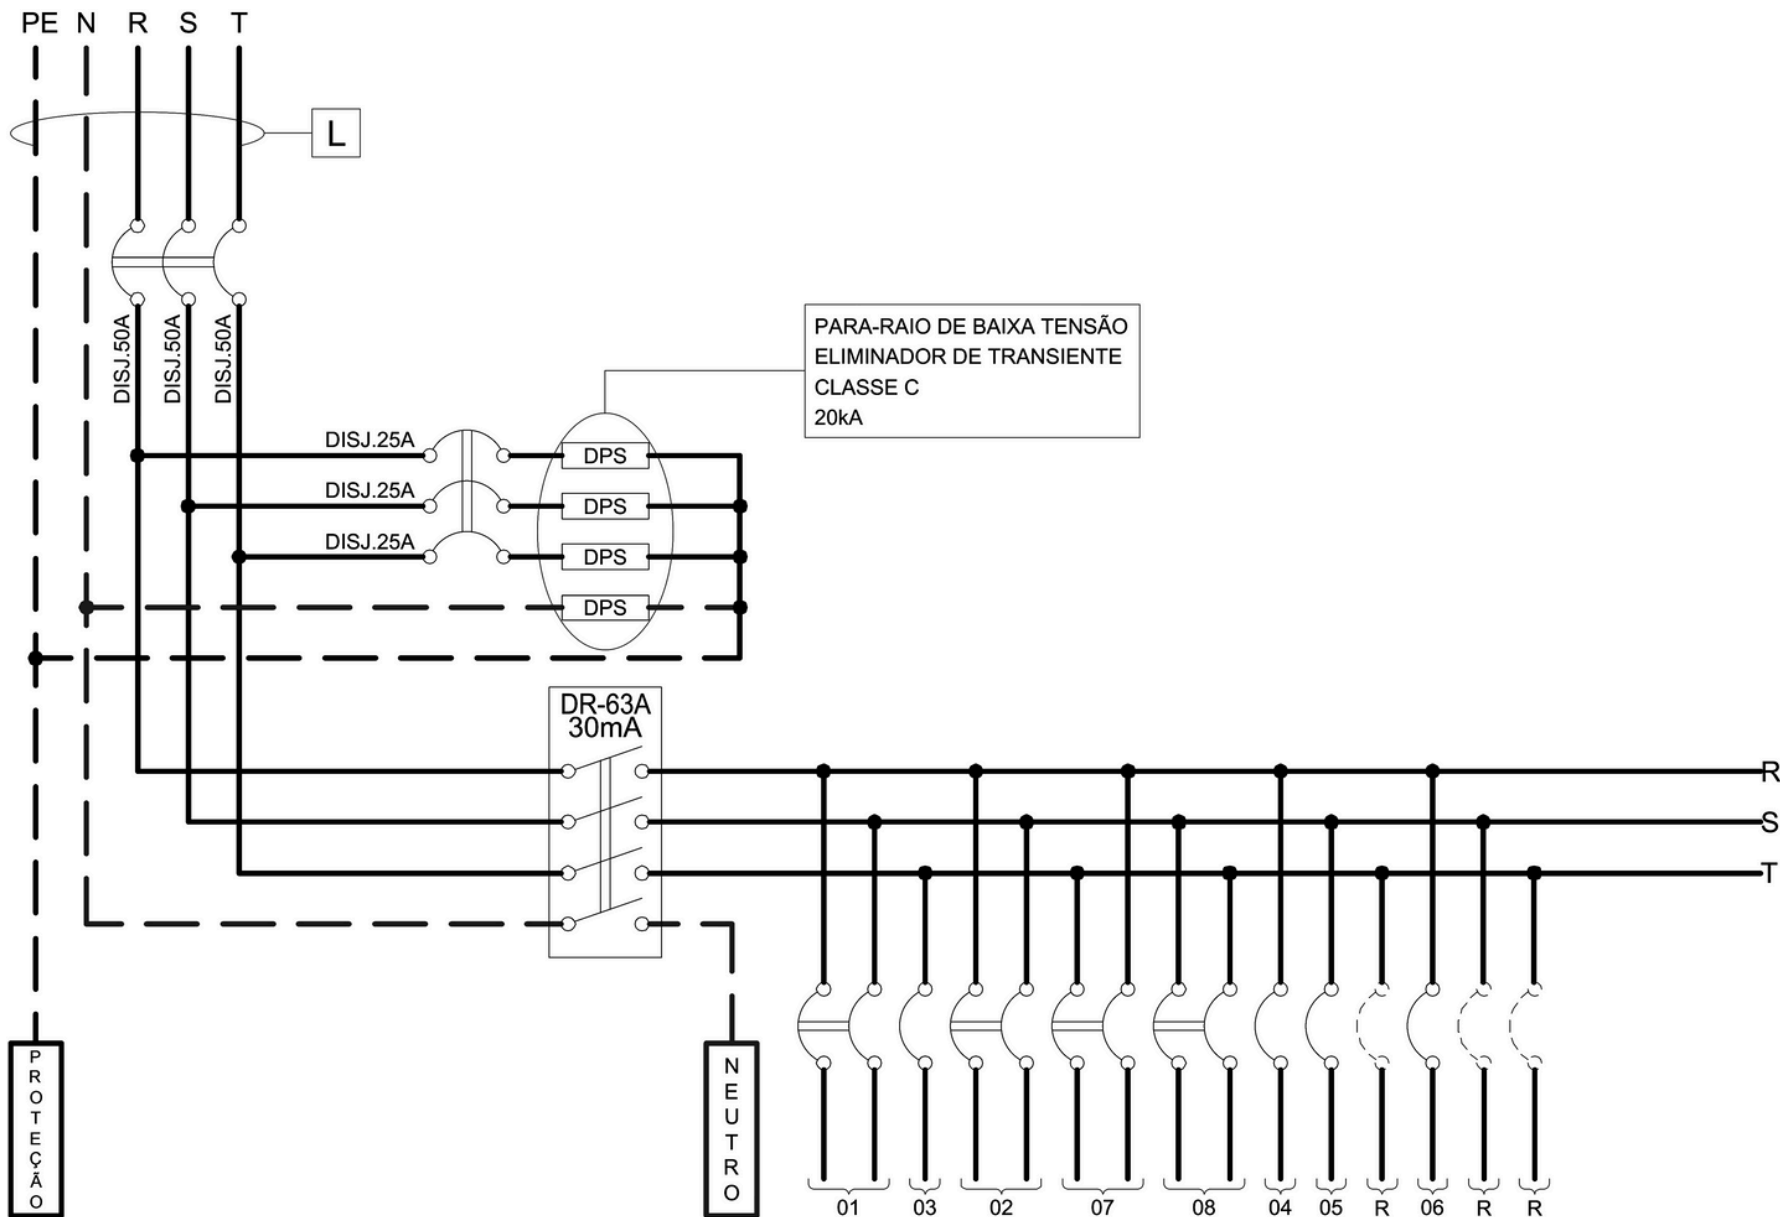 PE N R S T
L
DISJ.50A
DISJ.50A
DISJ.50A
PARA-RAIO DE BAIXA TENSÃO
ELIMINADOR DE TRANSIENTE
CLASSE C
20kA
DISJ.25A
DPS
DISJ.25A
DPS
DISJ.25A
DPS
DPS
DR-63A
30mA
R
S
T
PROTEÇÃO
NEUTRO
01 03 02 07 08 04 05 R 06 R R